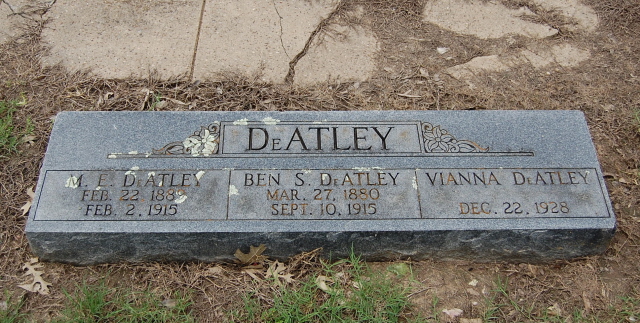 DeATLEY
M. E. DeATLEY
FEB. 22
FEB. 2, 1915
BEN S. DeATLEY
MAR. 27, 1880
SEPT. 10, 1915
VIANNA DeATLEY
DEC. 22, 1928